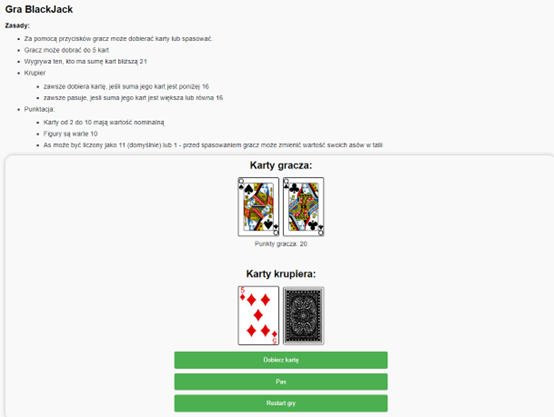 Gra BlackJack
Zasady:
Za pomocą przycisków gracz może dobierać karty lub spasować.
Gracz może dobrać do 5 kart
Wygrywa ten, kto ma sumę kart bliższą 21
Krupier
zawsze dobiera kartę, jeśli suma jego kart jest poniżej 16
zawsze pasuje, jeśli suma jego kart jest większa lub równa 16
Punktacja:
Karty od 2 do 10 mają wartość nominalną
Figury są warte 10
As może być liczony jako 11 (domyślnie) lub 1 - przed spasowaniem gracz może zmienić wartość swoich asów w talii
Karty gracza:
Q Q Q Q
Punkty gracza: 20
Karty krupiera:
5 5
Dobierz kartę
Pas
Restart gry